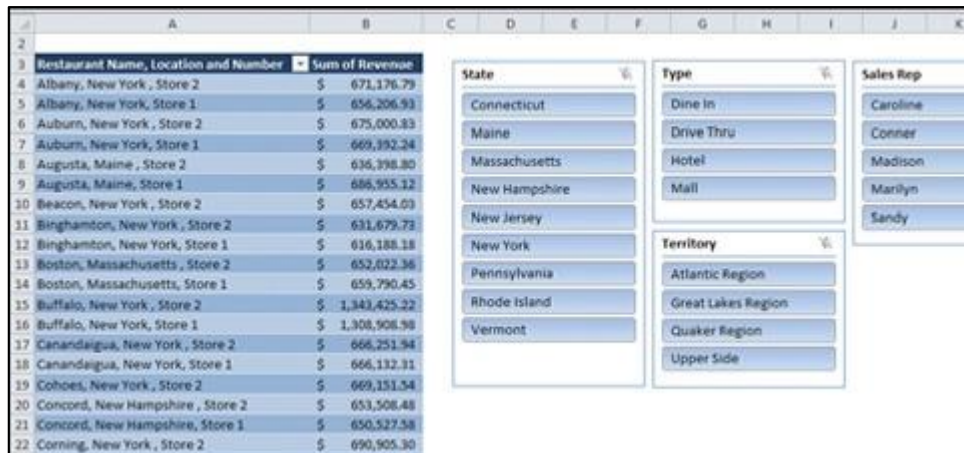 A B C D E F G H I J K
2
3 Restaurant Name, Location and Number Sum of Revenue
4 Albany, New York , Store 2 $ 671,176.79
5 Albany, New York, Store 1 $ 656,206.93
6 Auburn, New York , Store 2 $ 675,000.83
7 Auburn, New York, Store 1 $ 669,392.24
8 Augusta, Maine , Store 2 $ 636,398.80
9 Augusta, Maine, Store 1 $ 686,955.12
10 Beacon, New York , Store 2 $ 657,454.03
11 Binghamton, New York , Store 2 $ 631,679.73
12 Binghamton, New York, Store 1 $ 616,188.18
13 Boston, Massachusetts , Store 2 $ 652,022.36
14 Boston, Massachusetts, Store 1 $ 659,790.45
15 Buffalo, New York , Store 2 $ 1,343,425.22
16 Buffalo, New York, Store 1 $ 1,308,908.98
17 Canandaigua, New York , Store 2 $ 666,251.94
18 Canandaigua, New York, Store 1 $ 666,132.31
19 Cohoes, New York , Store 2 $ 669,151.54
20 Concord, New Hampshire , Store 2 $ 653,508.48
21 Concord, New Hampshire, Store 1 $ 650,527.58
22 Corning, New York , Store 2 $ 690,905.30
State
Connecticut
Maine
Massachusetts
New Hampshire
New Jersey
New York
Pennsylvania
Rhode Island
Vermont
Type
Dine In
Drive Thru
Hotel
Mall
Territory
Atlantic Region
Great Lakes Region
Quaker Region
Upper Side
Sales Rep
Caroline
Conner
Madison
Marilyn
Sandy